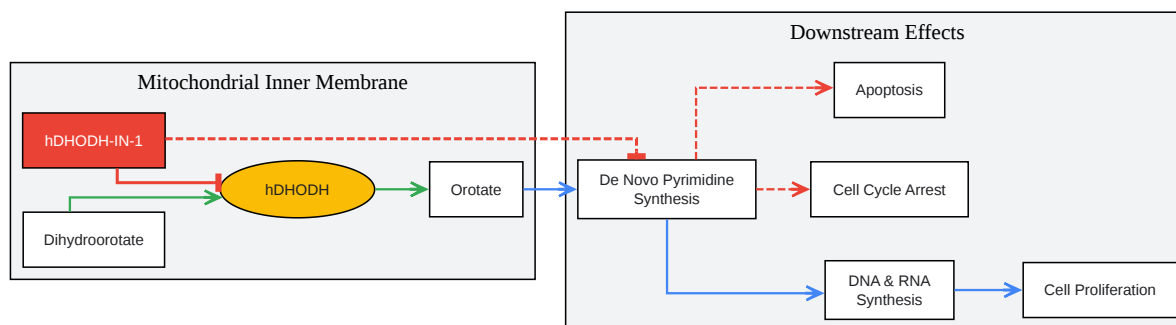 Downstream Effects
Mitochondrial Inner Membrane
Apoptosis
hDHODH-IN-1
hDHODH
Orotate
De Novo Pyrimidine
Synthesis
Cell Cycle Arrest
Dihydroorotate
DNA & RNA
Synthesis
Cell Proliferation